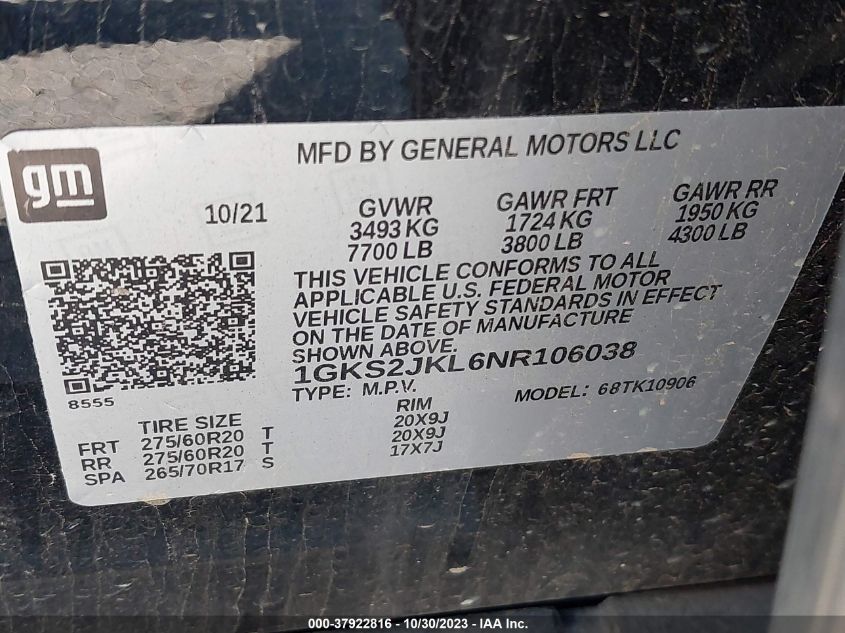 MFD BY GENERAL MOTORS LLC
gm
10/21
GVWR
3493 KG
7700 LB
GAWR FRT
1724 KG
3800 LB
GAWR RR
1950 KG
4300 LB
THIS VEHICLE CONFORMS TO ALL
APPLICABLE U.S. FEDERAL MOTOR
VEHICLE SAFETY STANDARDS IN EFFECT
ON THE DATE OF MANUFACTURE
SHOWN ABOVE.
1GKS2JKL6NR106038
TYPE: M.P.V.
MODEL: 68TK10906
8555
TIRE SIZE
RIM
FRT 275/60R20 T 20X9J
RR 275/60R20 T 20X9J
SPA 265/70R17 S 17X7J
000-37922816 - 10/30/2023 - IAA Inc.